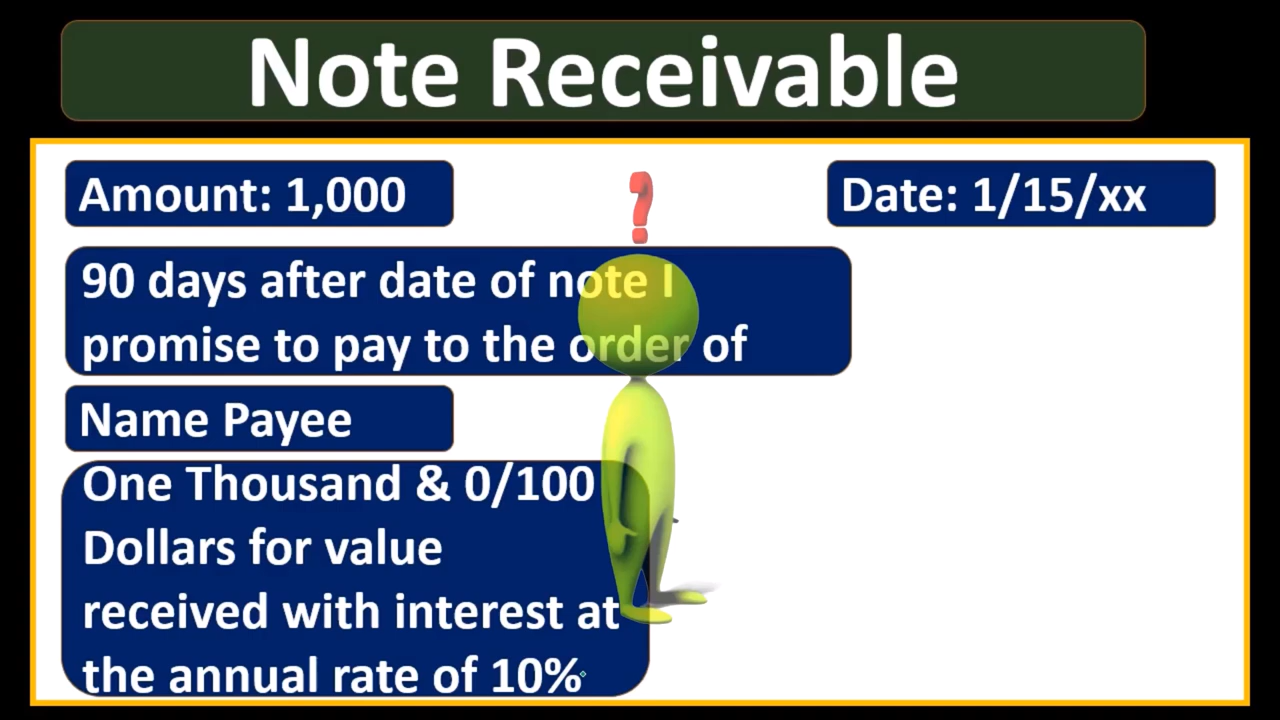 Note Receivable
Amount: 1,000
Date: 1/15/xx
90 days after date of note I
promise to pay to the order of
Name Payee
One Thousand & 0/100
Dollars for value
received with interest at
the annual rate of 10%
?